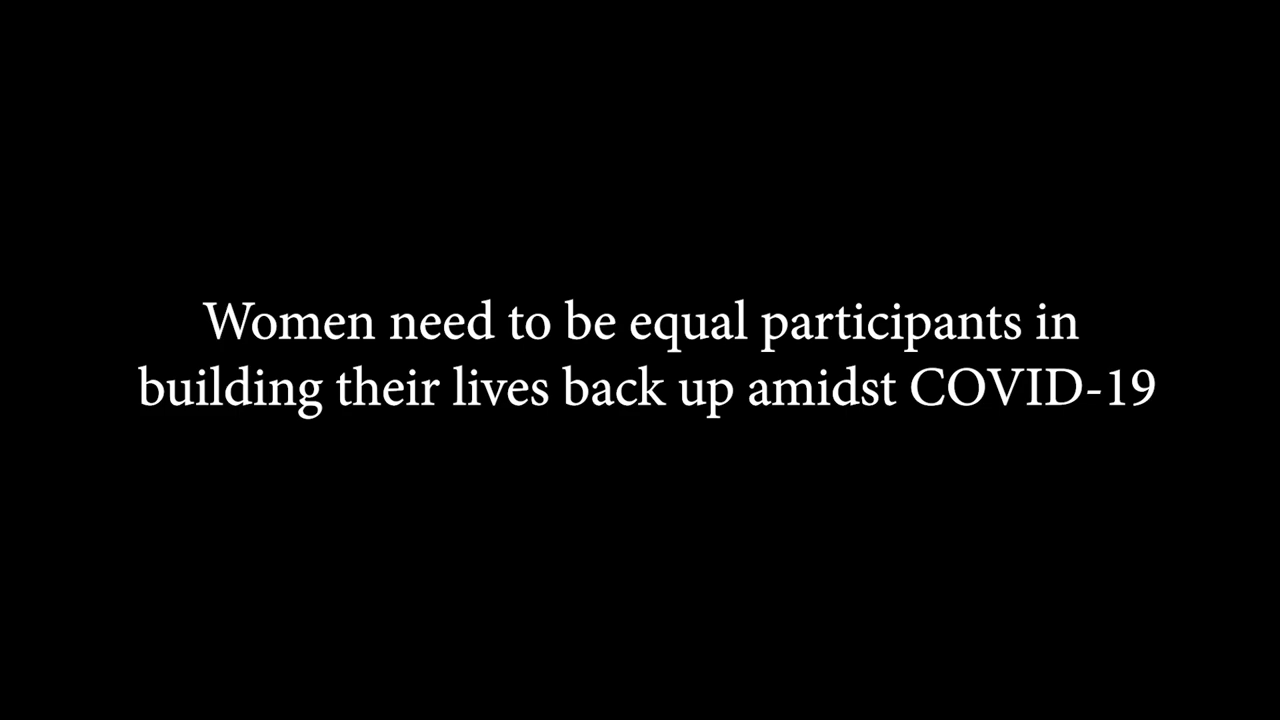 Women need to be equal participants in
building their lives back up amidst COVID-19